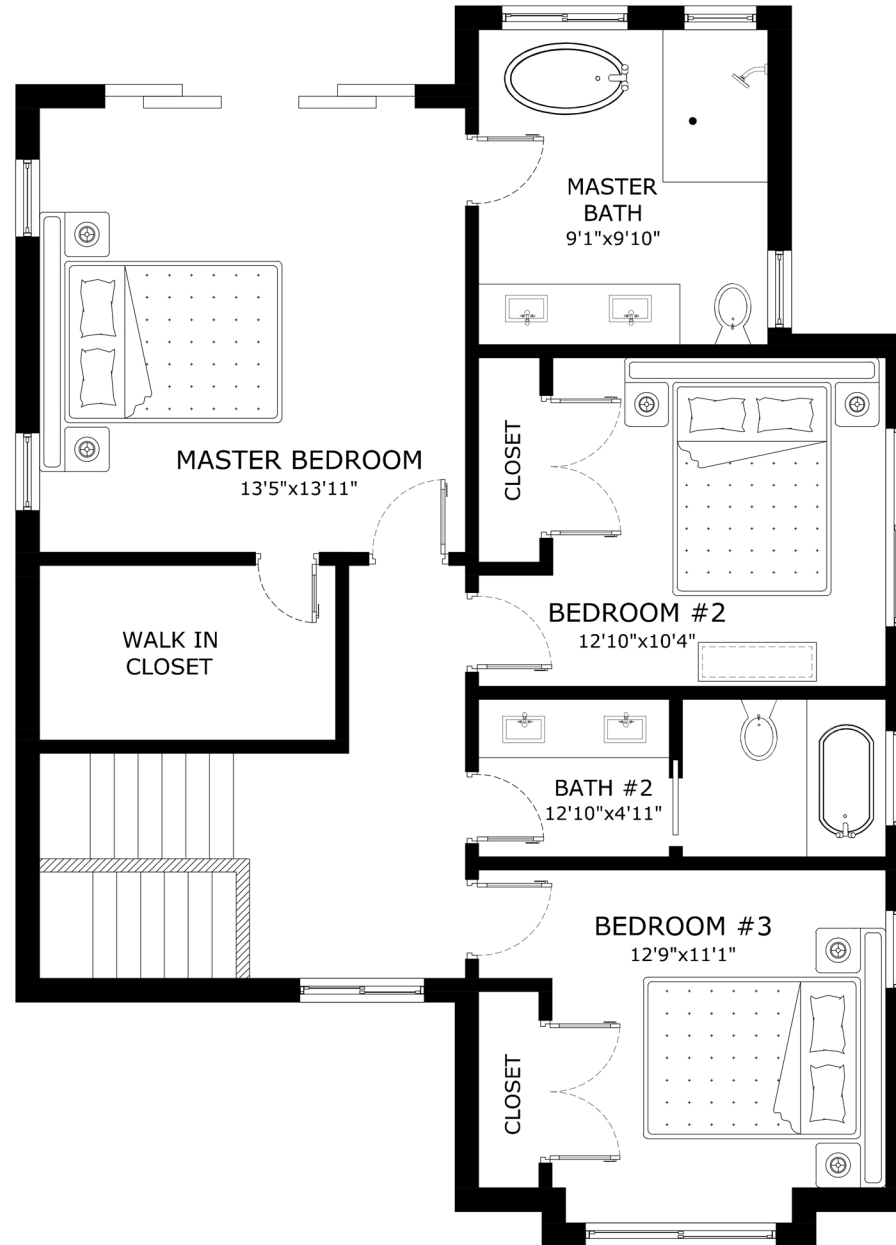 MASTER
BATH
9'1"x9'10"
CLOSET
MASTER BEDROOM
13'5"x13'11"
BEDROOM #2
12'10"x10'4"
WALK IN
CLOSET
BATH #2
12'10"x4'11"
BEDROOM #3
12'9"x11'1"
CLOSET